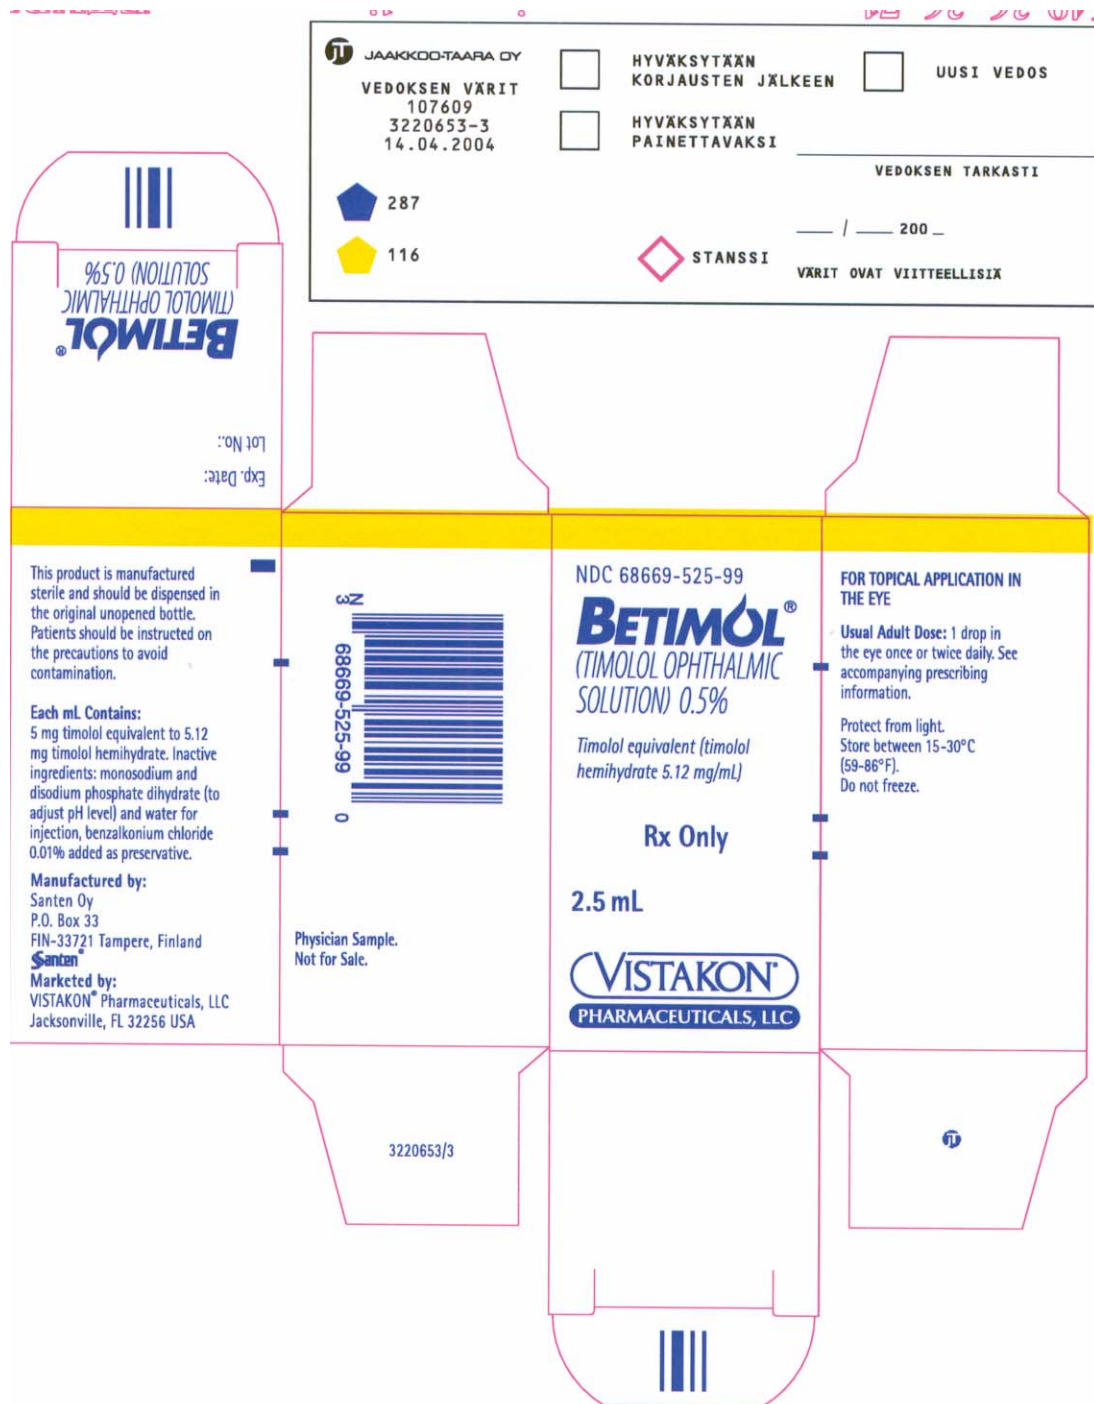 JAAKKOO-TAARA OY
VEDOKSEN VÄRIT
107609
3220653-3
14.04.2004
287
116
HYVÄKSYTÄÄN
KORJAUSTEN JÄLKEEN
UUSI VEDOS
HYVÄKSYTÄÄN
PAINETTAVAKSI
VEDOKSEN TARKASTI
/ 200
STANSSI
VÄRIT OVAT VIITTEELLISIÄ
BETIMOL®
(TIMOLOL OPHTHALMIC
SOLUTION) 0.5%
Lot No.:
Exp. Date:
This product is manufactured
sterile and should be dispensed in
the original unopened bottle.
Patients should be instructed on
the precautions to avoid
contamination.
Each mL Contains:
5 mg timolol equivalent to 5.12
mg timolol hemihydrate. Inactive
ingredients: monosodium and
disodium phosphate dihydrate (to
adjust pH level) and water for
injection, benzalkonium chloride
0.01% added as preservative.
Manufactured by:
Santen Oy
P.O. Box 33
FIN-33721 Tampere, Finland
Santen®
Marketed by:
VISTAKON® Pharmaceuticals, LLC
Jacksonville, FL 32256 USA
N
3 68669-525-99 0
Physician Sample.
Not for Sale.
NDC 68669-525-99
BETIMOL®
(TIMOLOL OPHTHALMIC
SOLUTION) 0.5%
Timolol equivalent (timolol
hemihydrate 5.12 mg/mL)
Rx Only
2.5 mL
VISTAKON®
PHARMACEUTICALS, LLC
FOR TOPICAL APPLICATION IN
THE EYE
Usual Adult Dose: 1 drop in
the eye once or twice daily. See
accompanying prescribing
information.
Protect from light.
Store between 15-30°C
(59-86°F).
Do not freeze.
3220653/3
JT